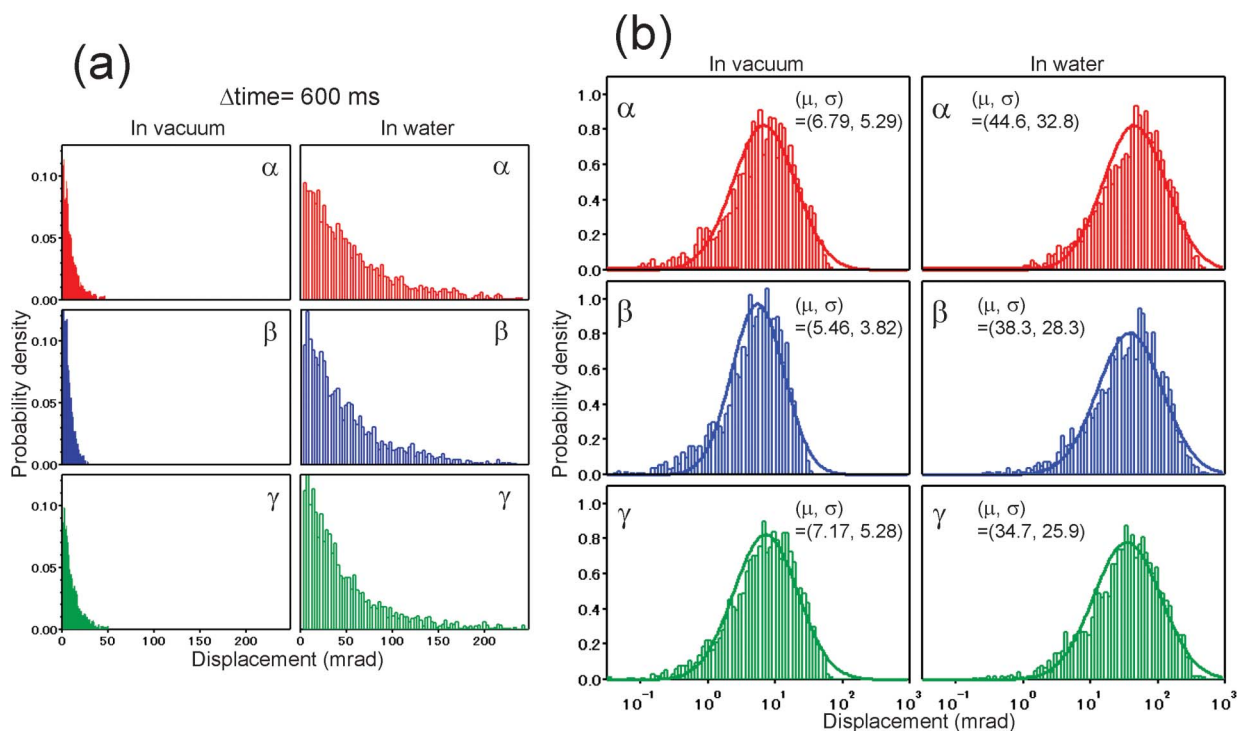 (a)
Δtime= 600 ms
In vacuum
In water
Probability density
0.10
0.05
0.00
α
α
0.10
0.05
0.00
β
β
0.10
0.05
0.00
γ
γ
0 50 100 150 200
0 50 100 150 200
Displacement (mrad)
(b)
In vacuum
In water
Probability density
1.0
0.8
0.6
0.4
0.2
0.0
α
(μ, σ)
=(6.79, 5.29)
α
(μ, σ)
=(44.6, 32.8)
1.0
0.8
0.6
0.4
0.2
0.0
β
(μ, σ)
=(5.46, 3.82)
β
(μ, σ)
=(38.3, 28.3)
1.0
0.8
0.6
0.4
0.2
0.0
γ
(μ, σ)
=(7.17, 5.28)
γ
(μ, σ)
=(34.7, 25.9)
10⁻¹ 10⁰ 10¹ 10² 10³
10⁻¹ 10⁰ 10¹ 10² 10³
Displacement (mrad)